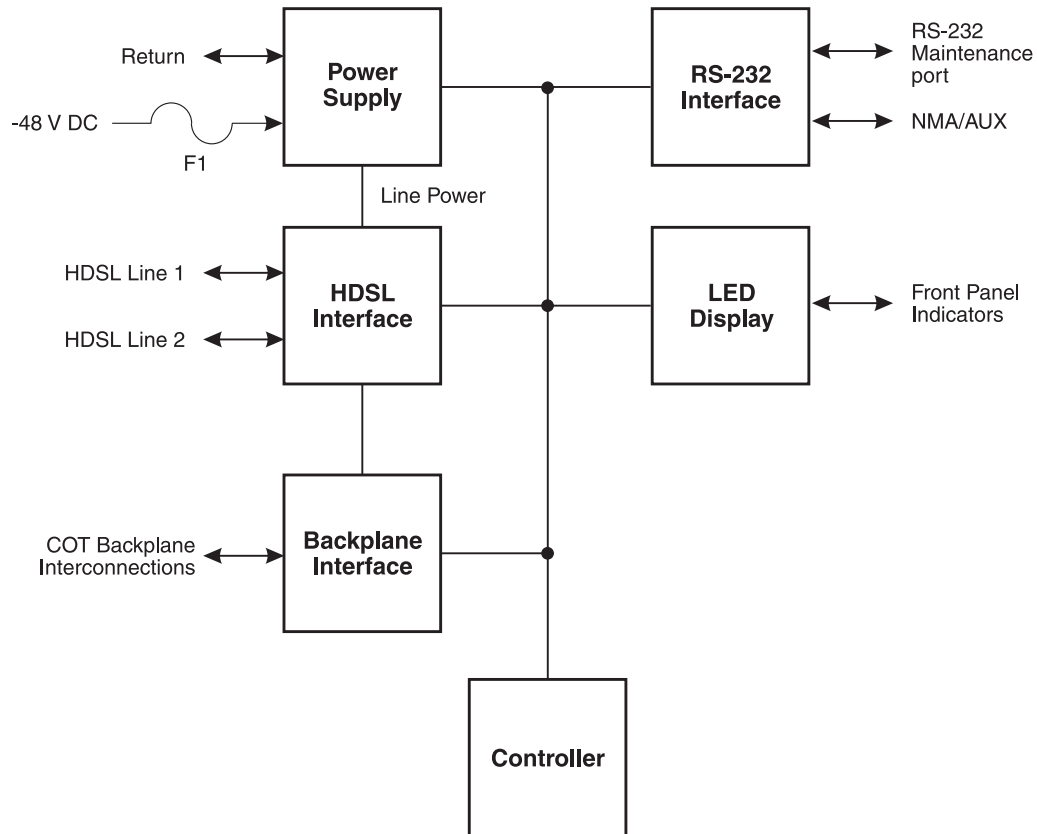 Return
-48 V DC
F1
Power
Supply
RS-232
Interface
RS-232
Maintenance
port
NMA/AUX
Line Power
HDSL Line 1
HDSL Line 2
HDSL
Interface
LED
Display
Front Panel
Indicators
COT Backplane
Interconnections
Backplane
Interface
Controller